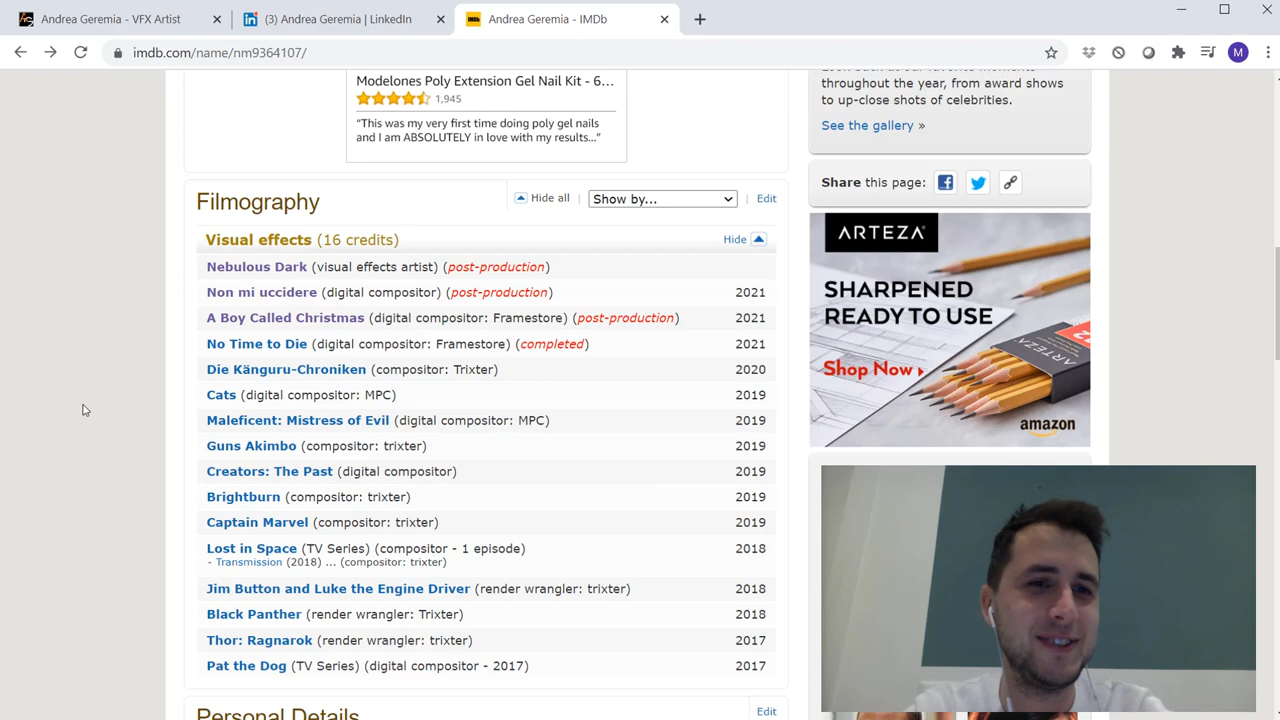 Andrea Geremia - VFX Artist
(3) Andrea Geremia | LinkedIn
Andrea Geremia - IMDb
imdb.com/name/nm9364107/
M
Modelones Poly Extension Gel Nail Kit - 6...
1,945
“This was my very first time doing poly gel nails
and I am ABSOLUTELY in love with my results...”
throughout the year, from award shows
to up-close shots of celebrities.
See the gallery »
Share this page:
Filmography
Hide all
Show by...
Edit
Visual effects (16 credits)
Hide
Nebulous Dark (visual effects artist) (post-production)
Non mi uccidere (digital compositor) (post-production) 2021
A Boy Called Christmas (digital compositor: Framestore) (post-production) 2021
No Time to Die (digital compositor: Framestore) (completed) 2021
Die Känguru-Chroniken (compositor: Trixter) 2020
Cats (digital compositor: MPC) 2019
Maleficent: Mistress of Evil (digital compositor: MPC) 2019
Guns Akimbo (compositor: trixter) 2019
Creators: The Past (digital compositor) 2019
Brightburn (compositor: trixter) 2019
Captain Marvel (compositor: trixter) 2019
Lost in Space (TV Series) (compositor - 1 episode) 2018
- Transmission (2018) ... (compositor: trixter)
Jim Button and Luke the Engine Driver (render wrangler: trixter) 2018
Black Panther (render wrangler: Trixter) 2018
Thor: Ragnarok (render wrangler: trixter) 2017
Pat the Dog (TV Series) (digital compositor - 2017) 2017
Personal Details
Edit
ARTEZA
SHARPENED
READY TO USE
Shop Now
amazon